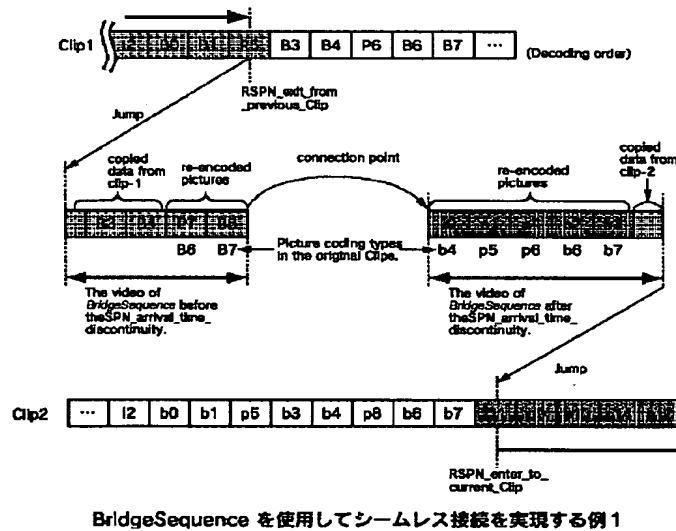 Clip1 I2 B0 B1 P5 B3 B4 P6 B6 B7 ... (Decoding order)
RSPN_exit_from
_previous_Clip
Jump
copied
data from
clip-1
re-encoded
pictures
connection point
re-encoded
pictures
copied
data from
clip-2
B6 B7
Picture coding types
in the original Clips.
b4 p5 p6 b6 b7
The video of
BridgeSequence before
theSPN_arrival_time_
discontinuity.
The video of
BridgeSequence after
theSPN_arrival_time_
discontinuity.
Jump
Clip2 ... I2 b0 b1 p5 b3 b4 p8 b6 b7
RSPN_enter_to_
current_Clip
BridgeSequence を使用してシームレス接続を実現する例1